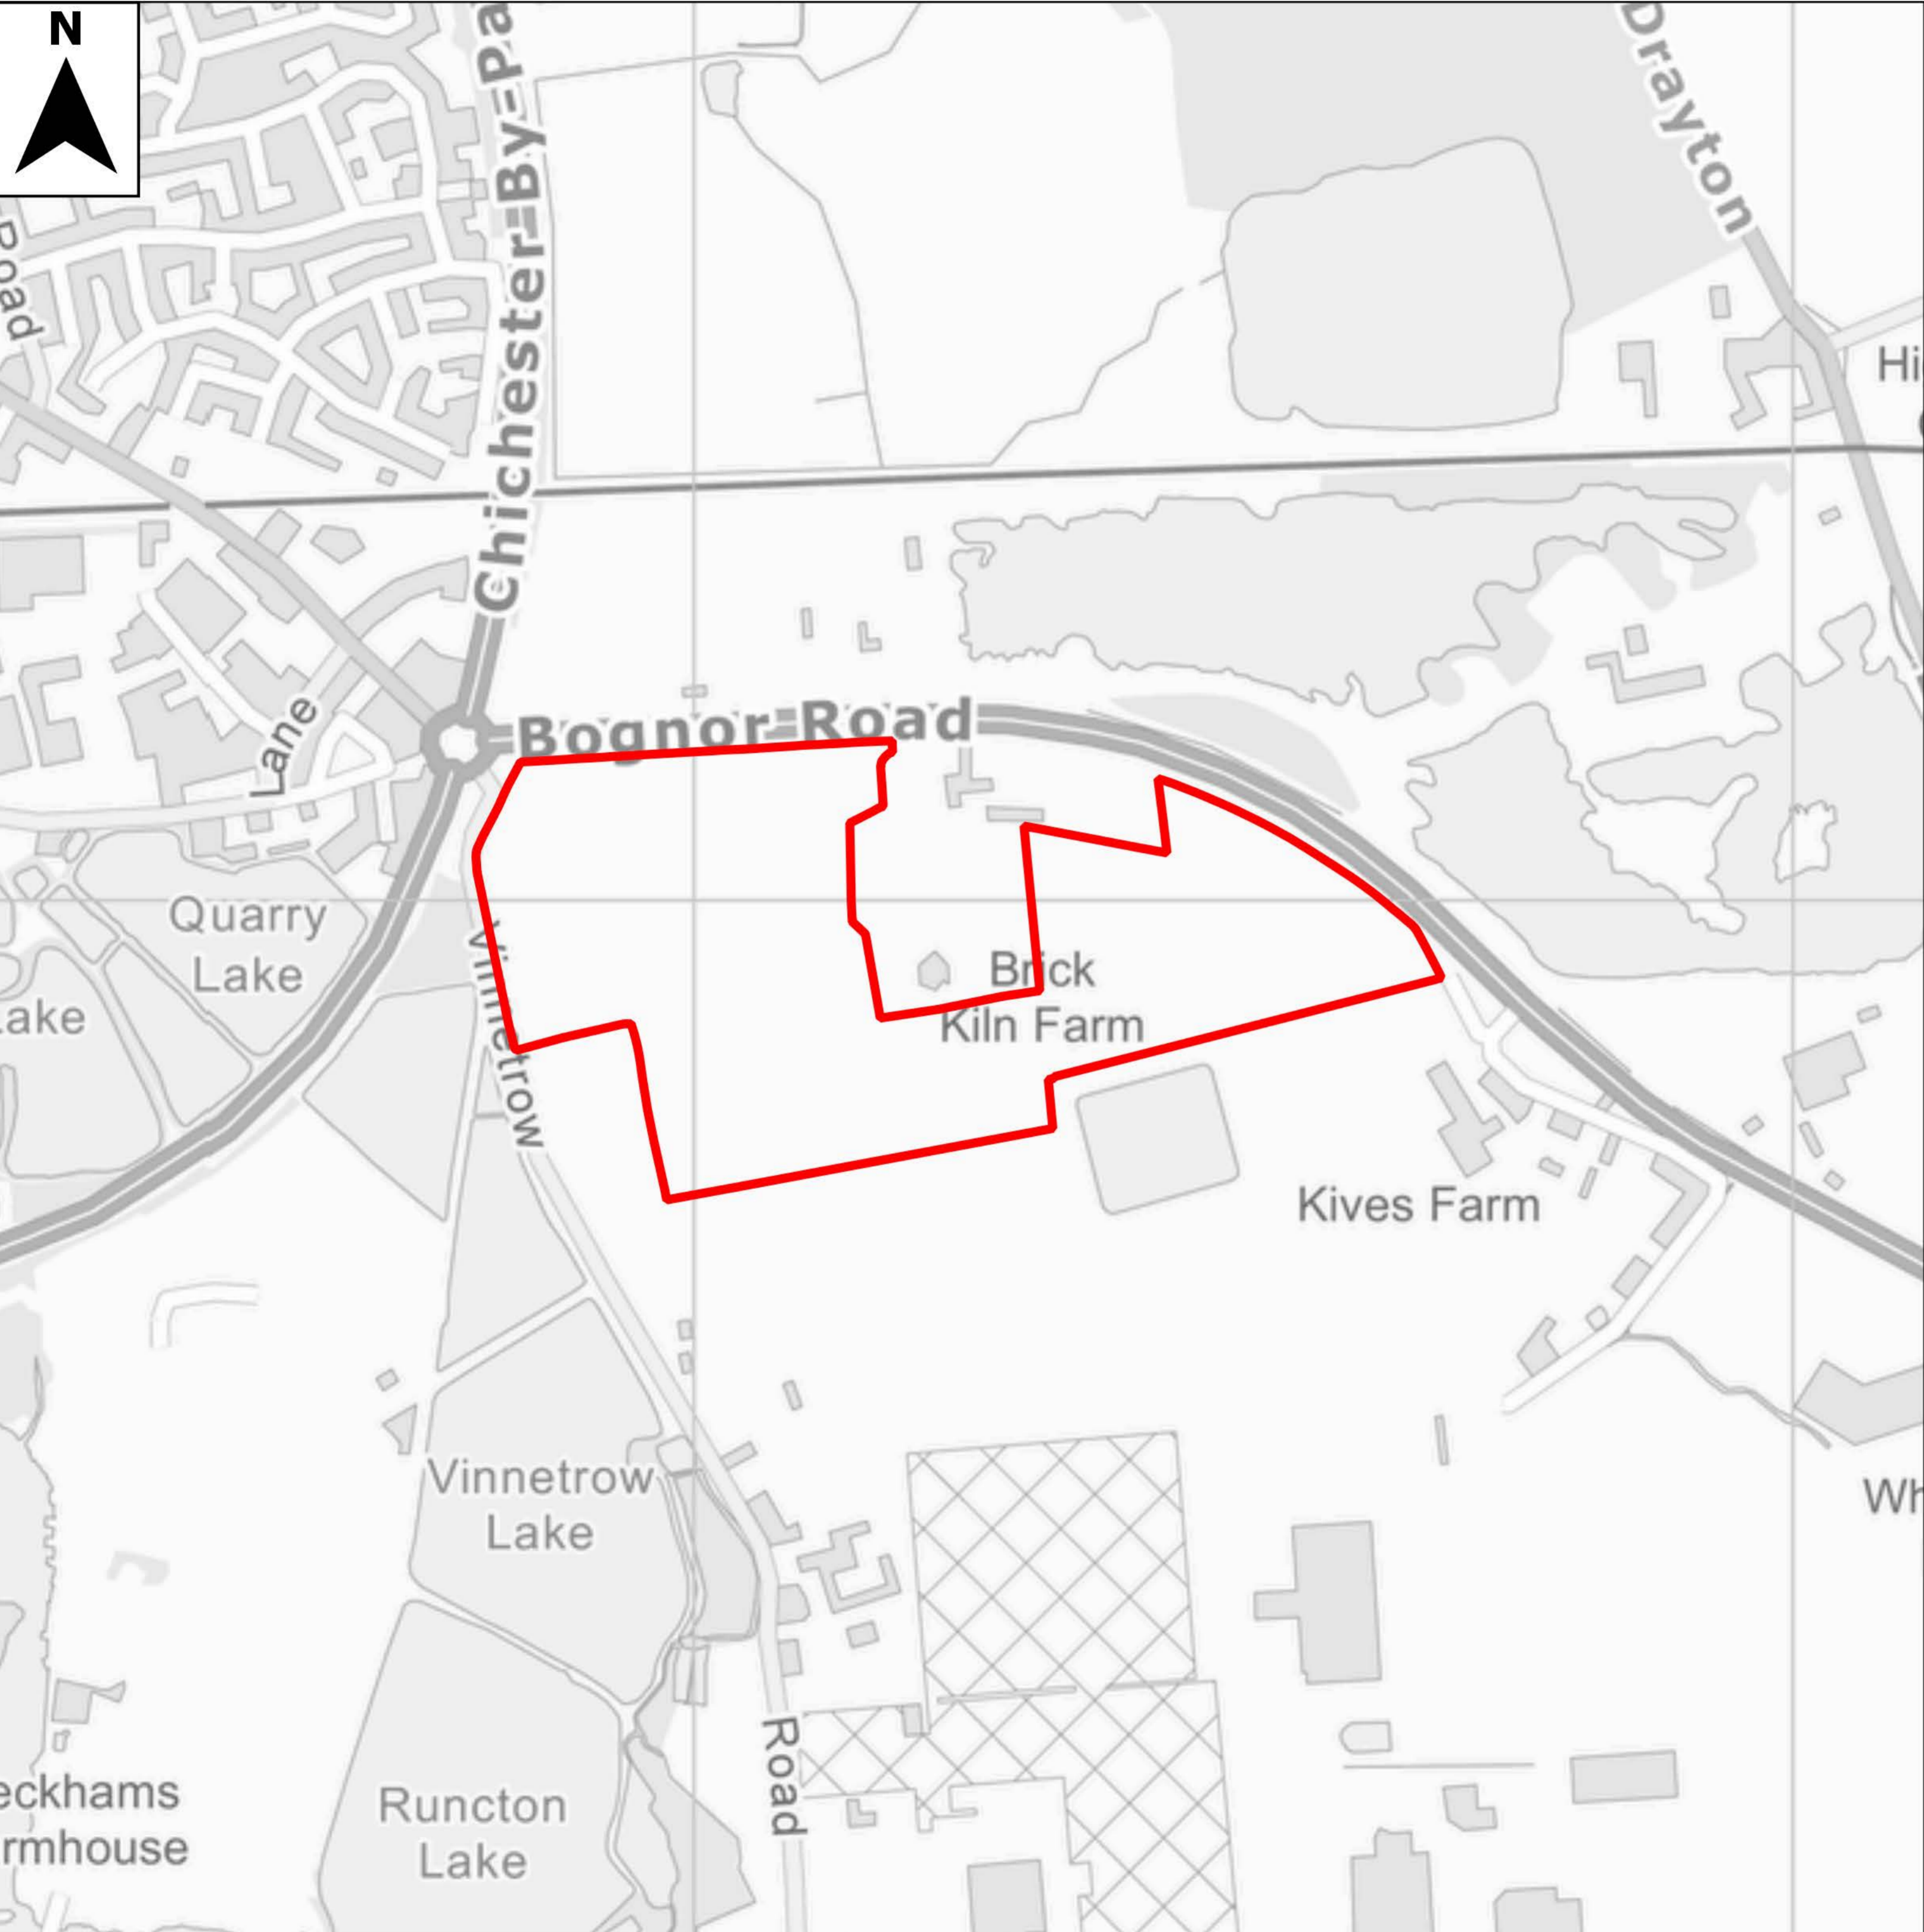 N
Chichester By-Pa
Drayton
Road
Hi
Bognor Road
Lane
Quarry
Lake
Lake
Vinnetrow
Brick
Kiln Farm
Kives Farm
Vinnetrow
Lake
Wh
Road
eckhams
rmhouse
Runcton
Lake